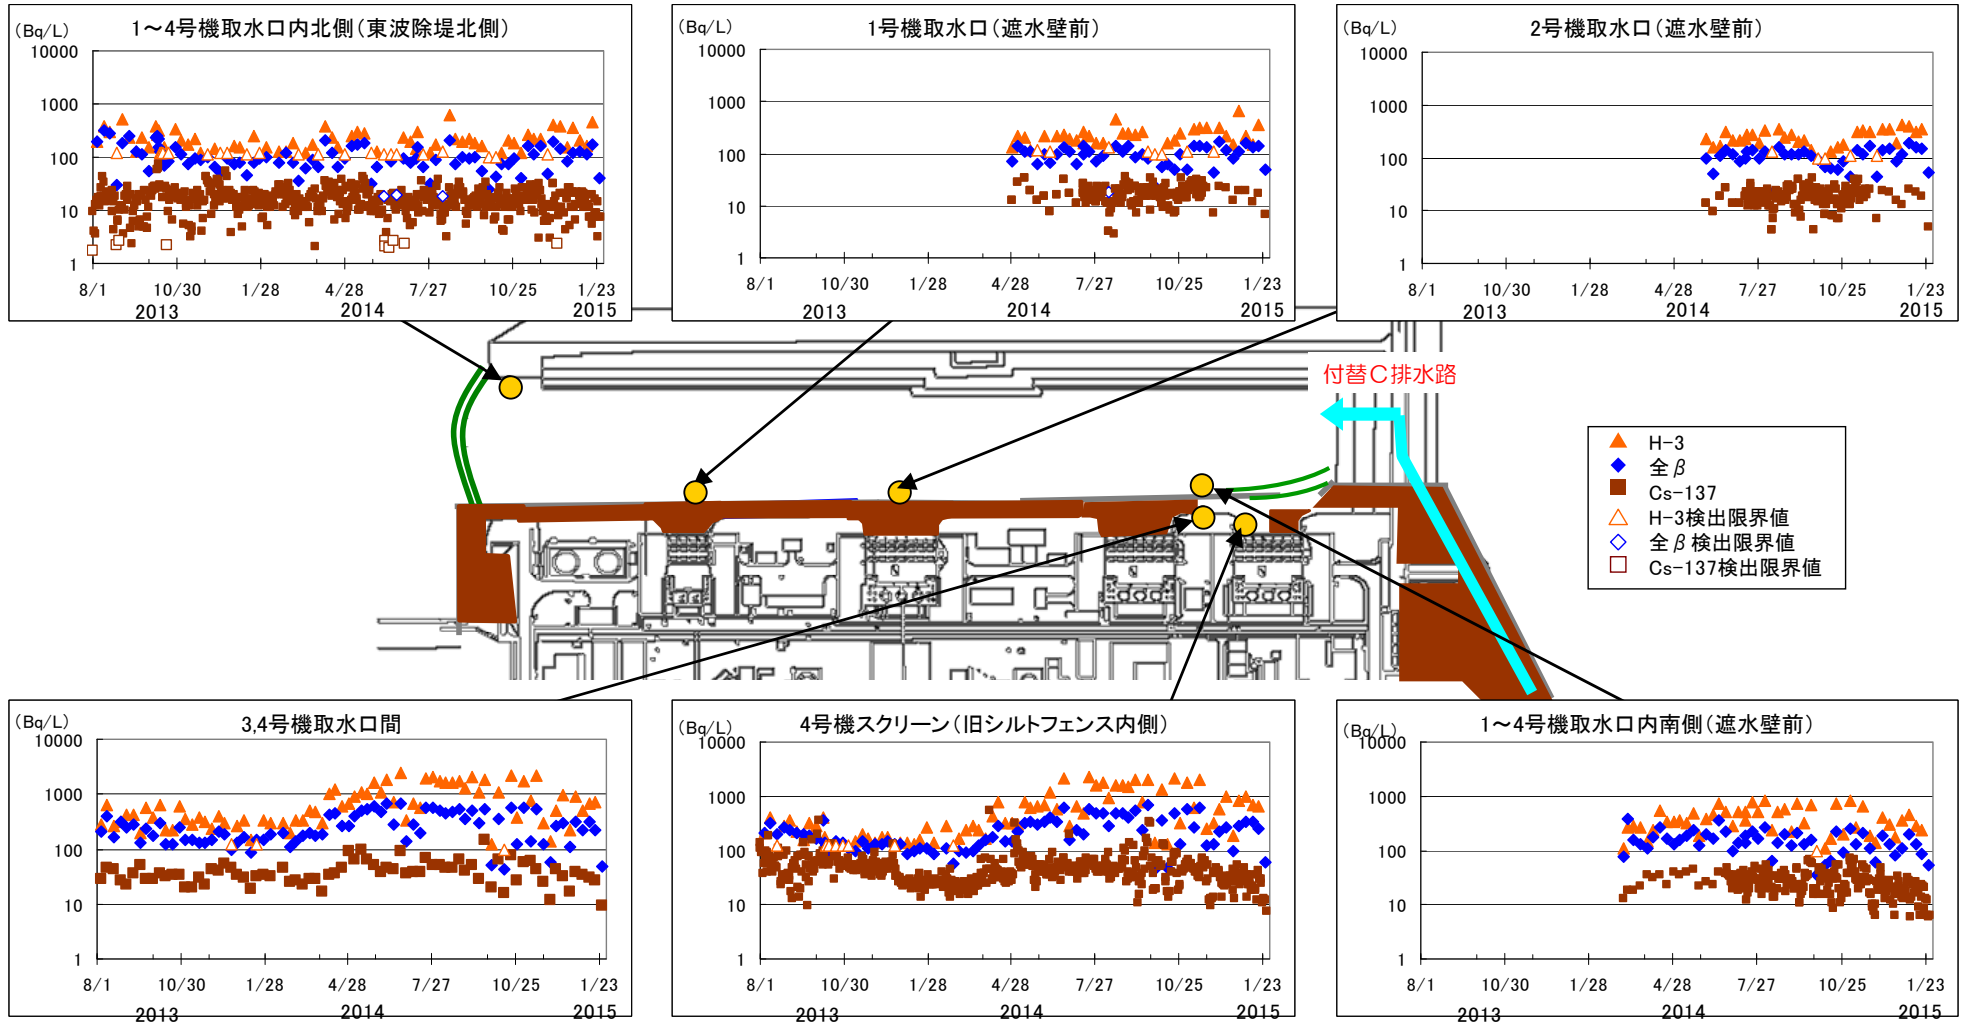 1～4号機取水口内北側(東波除堤北側)
(Bq/L)
10000
1000
100
10
1
8/1 10/30 1/28 4/28 7/27 10/25 1/23
2013 2014 2015
1号機取水口(遮水壁前)
(Bq/L)
10000
1000
100
10
1
8/1 10/30 1/28 4/28 7/27 10/25 1/23
2013 2014 2015
2号機取水口(遮水壁前)
(Bq/L)
10000
1000
100
10
1
8/1 10/30 1/28 4/28 7/27 10/25 1/23
2013 2014 2015
付替C排水路
H-3
全β
Cs-137
H-3検出限界値
全β検出限界値
Cs-137検出限界値
3,4号機取水口間
(Bq/L)
10000
1000
100
10
1
8/1 10/30 1/28 4/28 7/27 10/25 1/23
2013 2014 2015
4号機スクリーン(旧シルトフェンス内側)
(Bq/L)
10000
1000
100
10
1
8/1 10/30 1/28 4/28 7/27 10/25 1/23
2013 2014 2015
1～4号機取水口内南側(遮水壁前)
(Bq/L)
10000
1000
100
10
1
8/1 10/30 1/28 4/28 7/27 10/25 1/23
2013 2014 2015